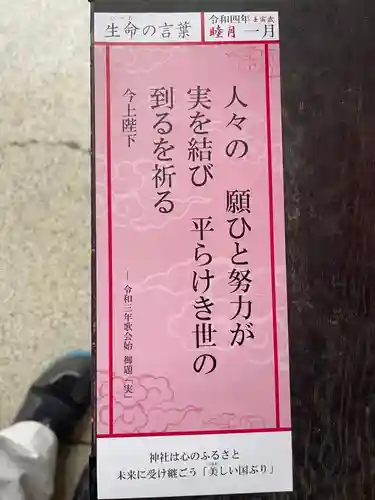 生命の言葉
令和四年 壬寅歳
睦月 一月
人々の 願ひと努力が
実を結び 平らけき世の
到るを祈る
今上陛下
―令和三年歌会始 御題「実」
神社は心のふるさと
未来に受け継ごう「美しい国ぶり」